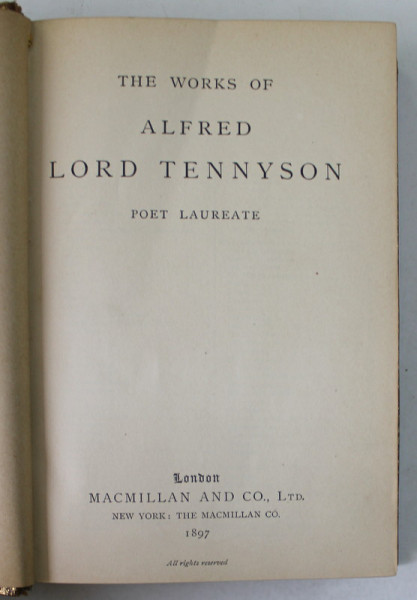 THE WORKS OF
ALFRED
LORD TENNYSON
POET LAUREATE
London
MACMILLAN AND CO., LTD.
NEW YORK: THE MACMILLAN CO.
1897
All rights reserved